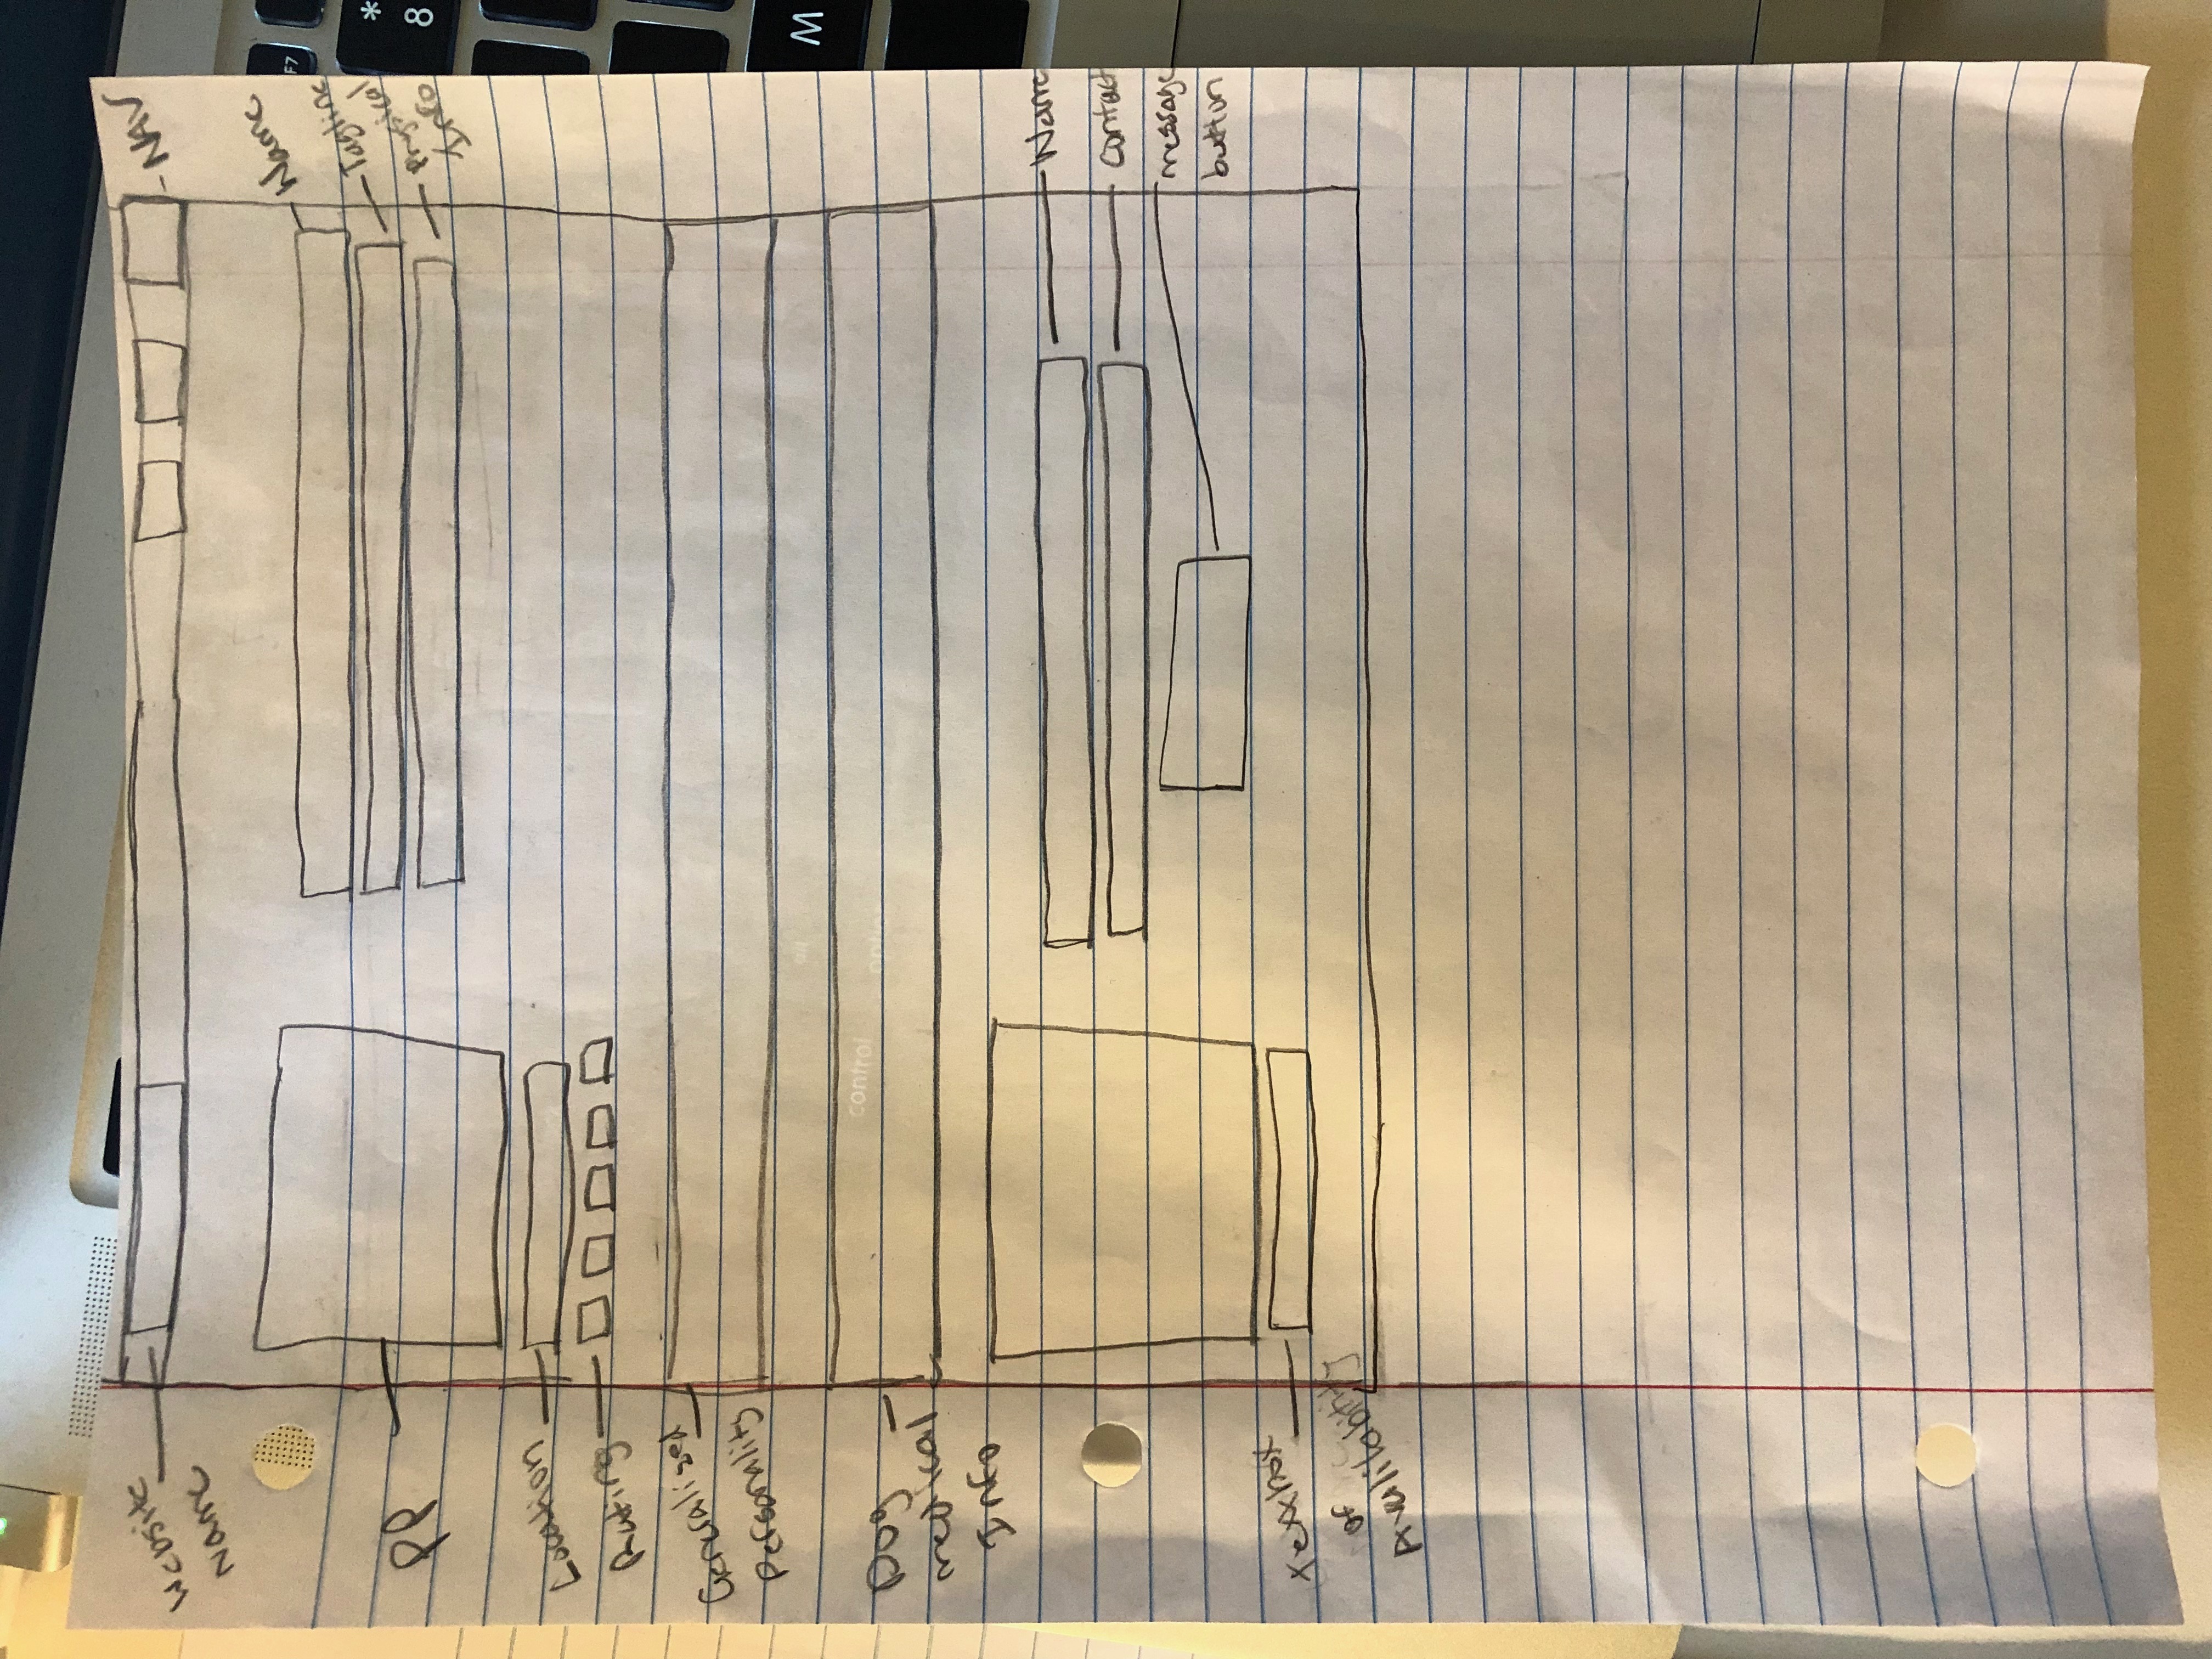 Website
Name
NAV
Name
Tagline
Physical
Info
PP
Location
Rating
Generalized
Personality
Dog
medical
Info
Name
contact
message
button
textbox
of
Avalilability
F7
*
8
M
control
option